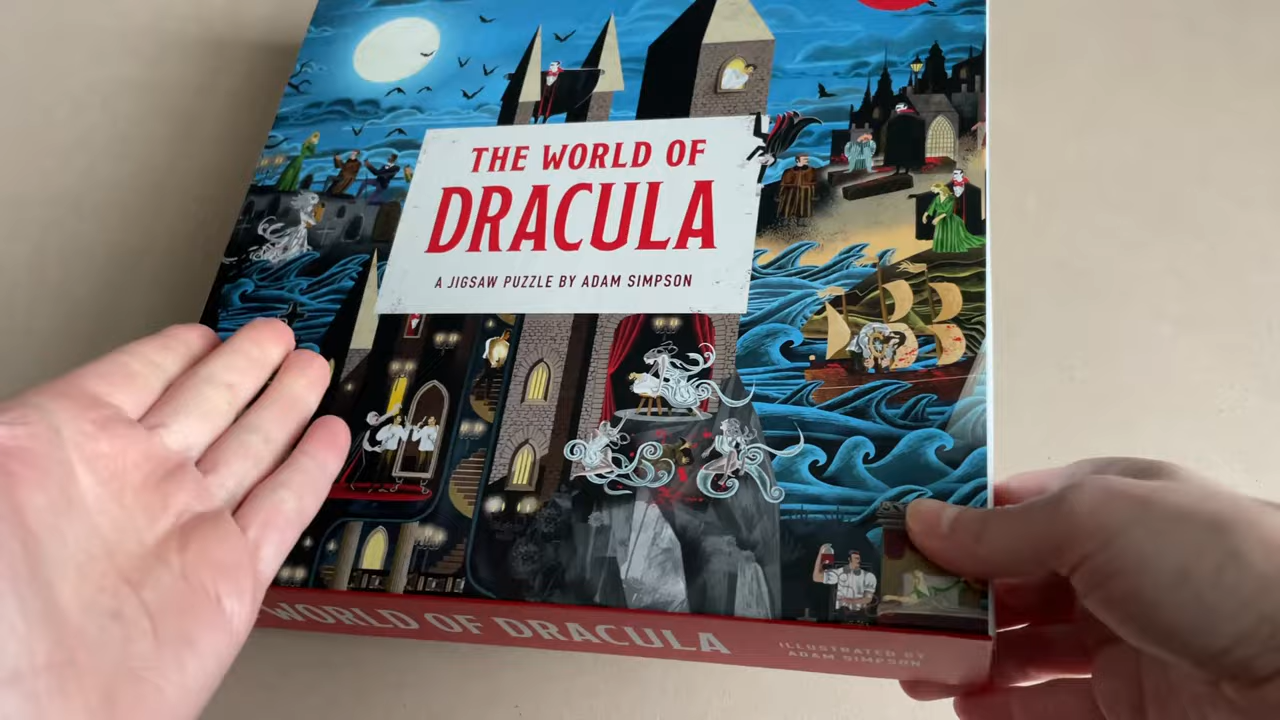 THE WORLD OF
DRACULA
A JIGSAW PUZZLE BY ADAM SIMPSON
WORLD OF DRACULA
ILLUSTRATED BY
ADAM SIMPSON